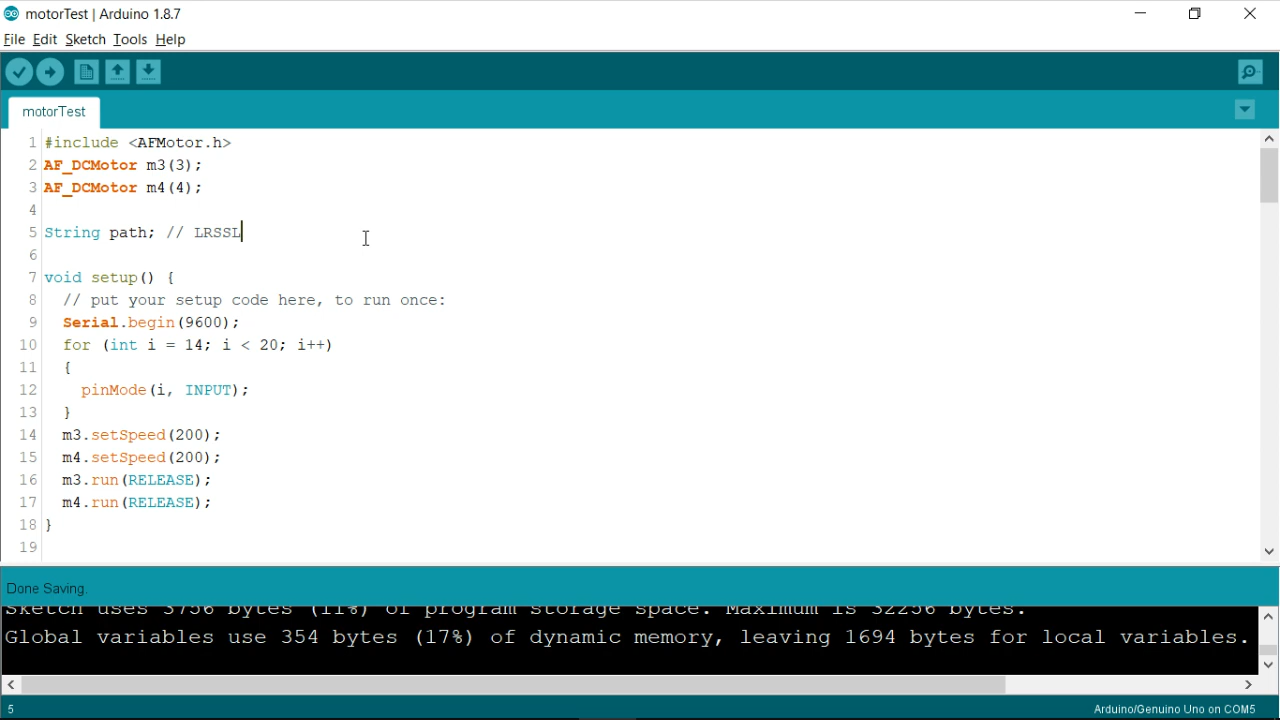 motorTest | Arduino 1.8.7
File Edit Sketch Tools Help
motorTest
1 #include <AFMotor.h>
2 AF_DCMotor m3(3);
3 AF_DCMotor m4(4);
4
5 String path; // LRSSL
6
7 void setup() {
8   // put your setup code here, to run once:
9   Serial.begin(9600);
10   for (int i = 14; i < 20; i++)
11   {
12     pinMode(i, INPUT);
13   }
14   m3.setSpeed(200);
15   m4.setSpeed(200);
16   m3.run(RELEASE);
17   m4.run(RELEASE);
18 }
19
Done Saving.
Sketch uses 3756 bytes (11%) of program storage space. Maximum is 32256 bytes.
Global variables use 354 bytes (17%) of dynamic memory, leaving 1694 bytes for local variables.
5 Arduino/Genuino Uno on COM5